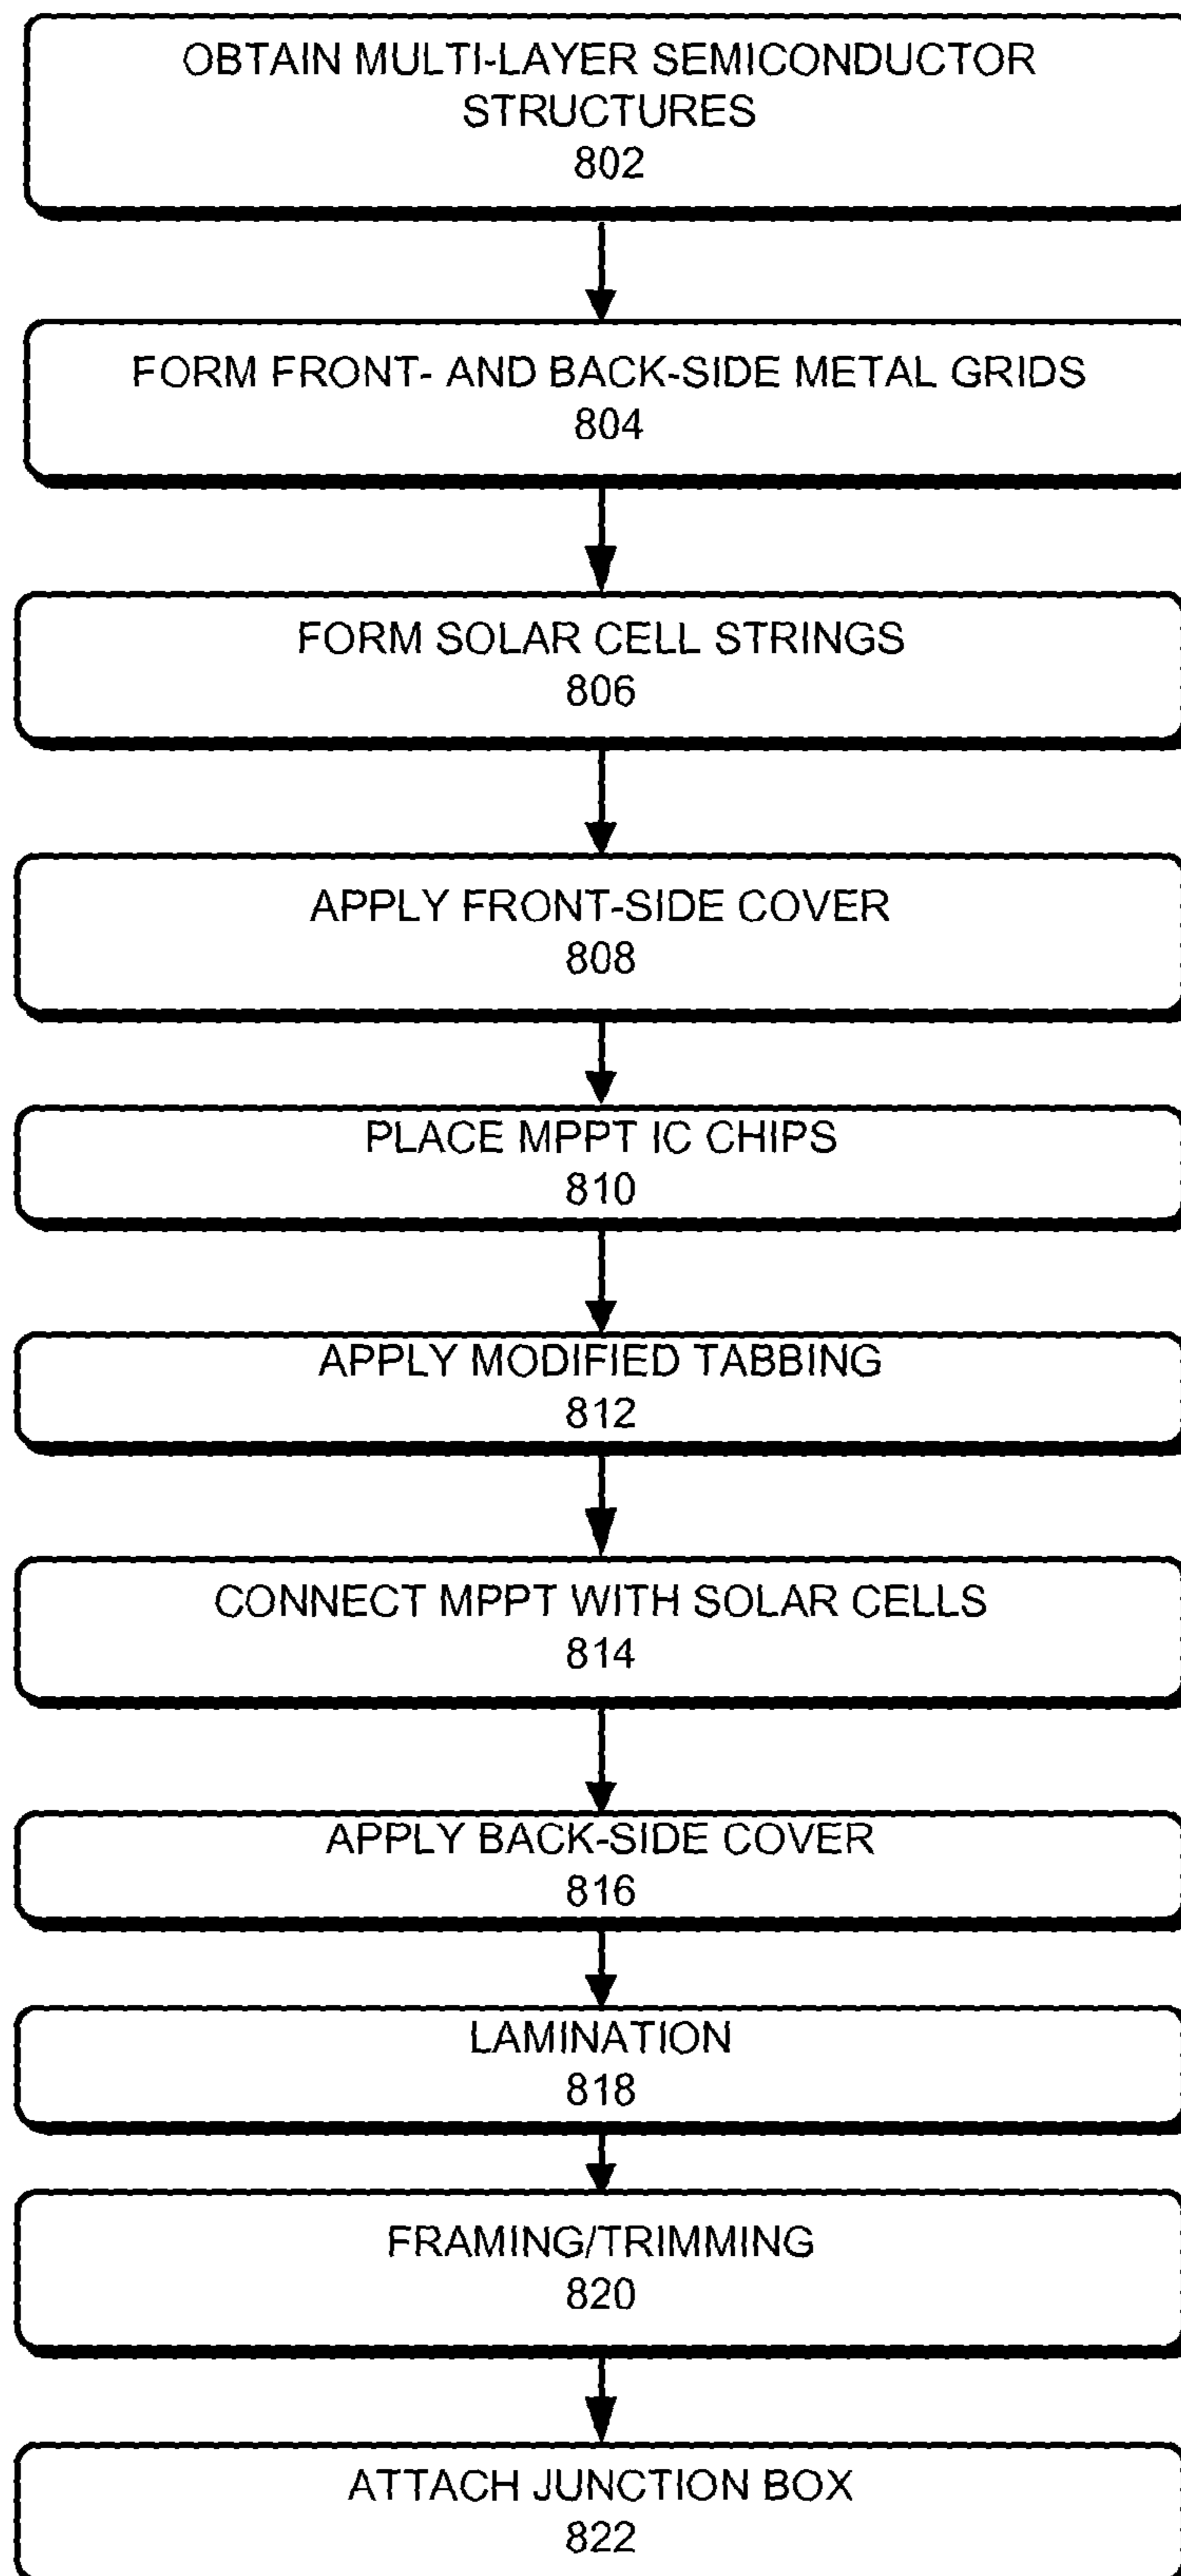 OBTAIN MULTI-LAYER SEMICONDUCTOR
STRUCTURES
802
FORM FRONT- AND BACK-SIDE METAL GRIDS
804
FORM SOLAR CELL STRINGS
806
APPLY FRONT-SIDE COVER
808
PLACE MPPT IC CHIPS
810
APPLY MODIFIED TABBING
812
CONNECT MPPT WITH SOLAR CELLS
814
APPLY BACK-SIDE COVER
816
LAMINATION
818
FRAMING/TRIMMING
820
ATTACH JUNCTION BOX
822